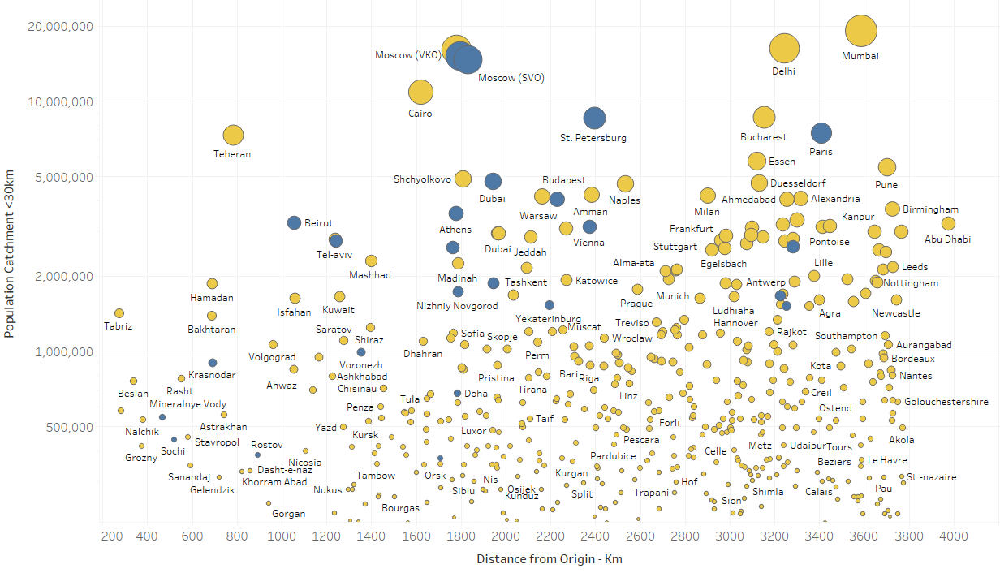 20,000,000
Moscow (VKO)
Mumbai
Delhi
Moscow (SVO)
10,000,000
Cairo
St. Petersburg
Bucharest
Teheran
Paris
Essen
5,000,000
Shchyolkovo
Budapest
Duesseldorf
Pune
Dubai
Naples
Ahmedabad
Alexandria
Warsaw
Amman
Milan
Birmingham
Beirut
Athens
Frankfurt
Kanpur
Vienna
Abu Dhabi
Dubai
Jeddah
Stuttgart
Pontoise
Tel-aviv
Alma-ata
Egelsbach
Lille
Leeds
Mashhad
Madinah
2,000,000
Tashkent
Katowice
Antwerp
Nottingham
Hamadan
Isfahan
Kuwait
Nizhniy Novgorod
Prague
Munich
Ludhiaha
Agra
Newcastle
Tabriz
Bakhtaran
Yekaterinburg
Treviso
Hannover
Saratov
Shiraz
Sofia
Skopje
Muscat
Wroclaw
Rajkot
Southampton
Aurangabad
1,000,000
Volgograd
Dhahran
Perm
Bordeaux
Krasnodar
Voronezh
Kota
Nantes
Ahwaz
Ashkhabad
Pristina
Bari
Riga
Beslan
Rasht
Chisinau
Tirana
Linz
Creil
Doha
Mineralnye Vody
Tula
Golouchestershire
Penza
Ostend
500,000
Nalchik
Astrakhan
Yazd
Luxor
Taif
Forli
Kursk
Pescara
Akola
Stavropol
Rostov
Metz
Udaipur
Tours
Sochi
Celle
Grozny
Nicosia
Pardubice
Beziers
Le Havre
Dasht-e-naz
Tambow
Orsk
Kurgan
Sanandaj
Khorram Abad
Nis
Hof
St.-nazaire
Gelendzik
Nukus
Sibiu
Osijek
Kunduz
Split
Trapani
Shimla
Calais
Pau
Sion
Bourgas
Gorgan
200
400
600
800
1000
1200
1400
1600
1800
2000
2200
2400
2600
2800
3000
3200
3400
3600
3800
4000
Distance from Origin - Km
Population Catchment <30km